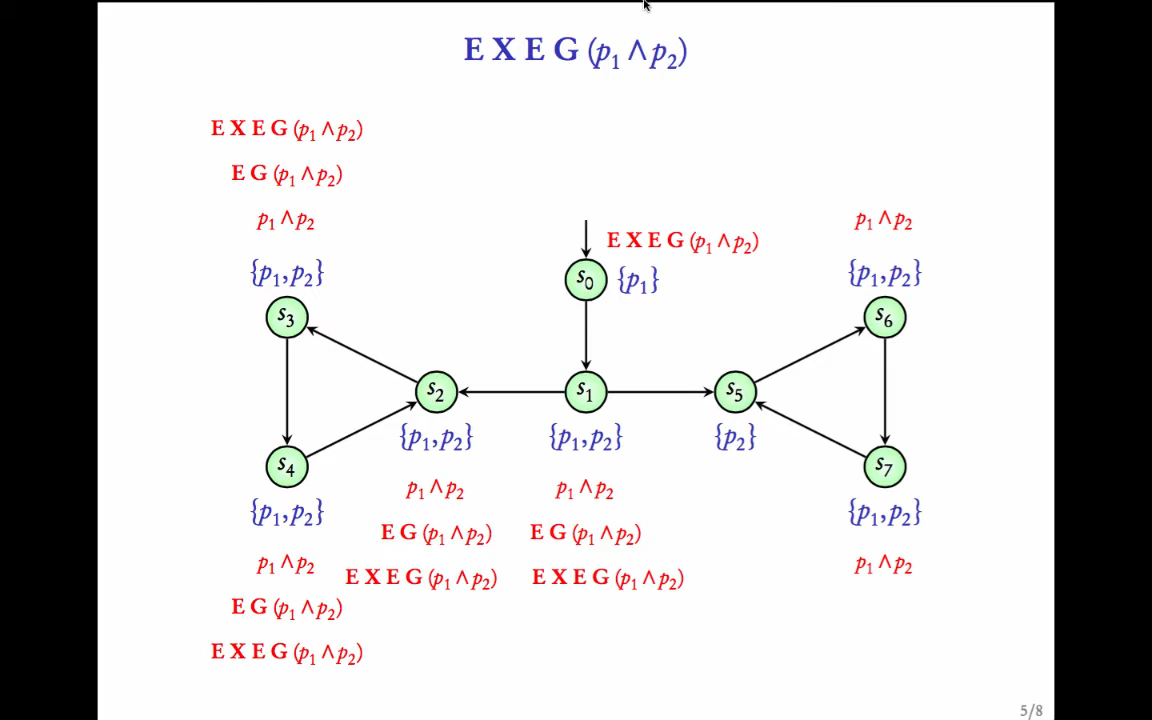 E X E G (p₁ ∧ p₂)
E X E G (p₁ ∧ p₂)
E G (p₁ ∧ p₂)
p₁ ∧ p₂
p₁ ∧ p₂
E X E G (p₁ ∧ p₂)
{p₁, p₂}
s₀
{p₁}
{p₁, p₂}
s₃
s₆
s₂
s₁
s₅
{p₁, p₂}
{p₁, p₂}
{p₂}
s₄
s₇
p₁ ∧ p₂
p₁ ∧ p₂
{p₁, p₂}
{p₁, p₂}
E G (p₁ ∧ p₂)
E G (p₁ ∧ p₂)
p₁ ∧ p₂
E X E G (p₁ ∧ p₂)
E X E G (p₁ ∧ p₂)
p₁ ∧ p₂
E G (p₁ ∧ p₂)
E X E G (p₁ ∧ p₂)
5/8